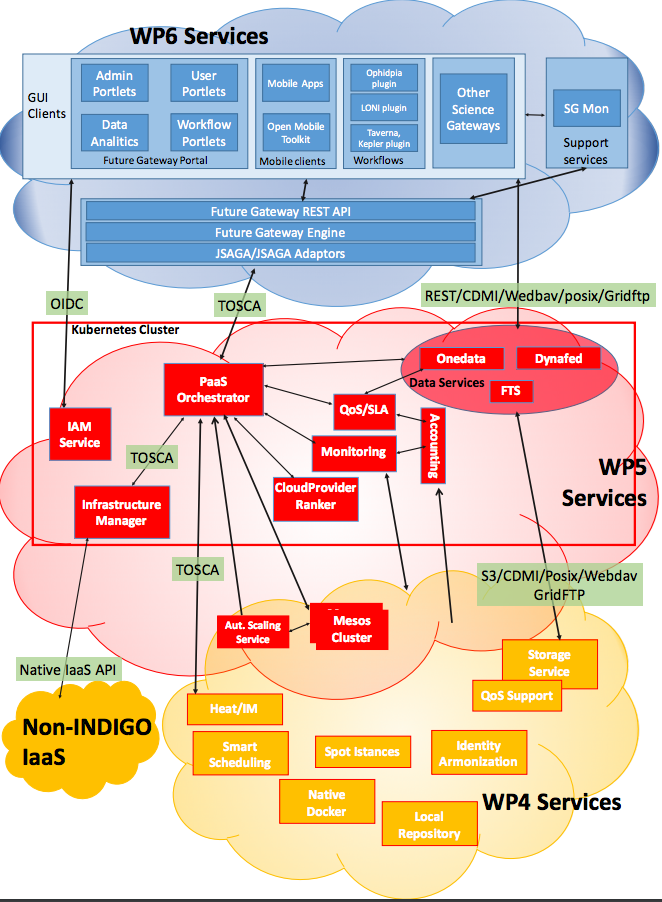 WP6 Services
GUI
Clients
Admin
Portlets
User
Portlets
Data
Analitics
Workflow
Portlets
Future Gateway Portal
Mobile Apps
Open Mobile
Toolkit
Mobile clients
Ophidpia
plugin
LONI plugin
Taverna,
Kepler plugin
Workflows
Other
Science
Gateways
SG Mon
Support
services
Future Gateway REST API
Future Gateway Engine
JSAGA/JSAGA Adaptors
OIDC
TOSCA
REST/CDMI/Wedbav/posix/Gridftp
Kubernetes Cluster
Onedata
Dynafed
Data Services
FTS
PaaS
Orchestrator
QoS/SLA
Accounting
IAM
Service
Monitoring
TOSCA
CloudProvider
Ranker
Infrastructure
Manager
WP5
Services
TOSCA
S3/CDMI/Posix/Webdav
GridFTP
Aut. Scaling
Service
Mesos
Cluster
Native IaaS API
Non-INDIGO
IaaS
Storage
Service
QoS Support
Heat/IM
Smart
Scheduling
Spot Istances
Identity
Armonization
Native
Docker
Local
Repository
WP4 Services